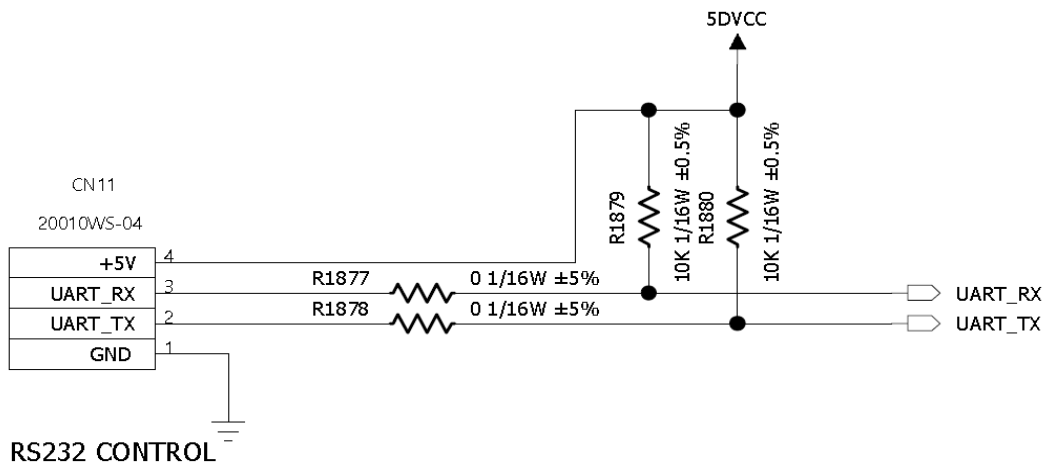 5DVCC
CN11
20010WS-04
R1879
10K 1/16W ±0.5%
R1880
10K 1/16W ±0.5%
+5V 4
UART_RX 3
R1877 0 1/16W ±5%
UART_RX
UART_TX 2
R1878 0 1/16W ±5%
UART_TX
GND 1
RS232 CONTROL